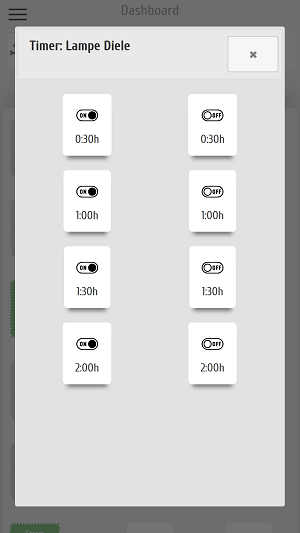 Dashboard
Timer: Lampe Diele
ON OFF
0:30h 0:30h
ON OFF
1:00h 1:00h
ON OFF
1:30h 1:30h
ON OFF
2:00h 2:00h